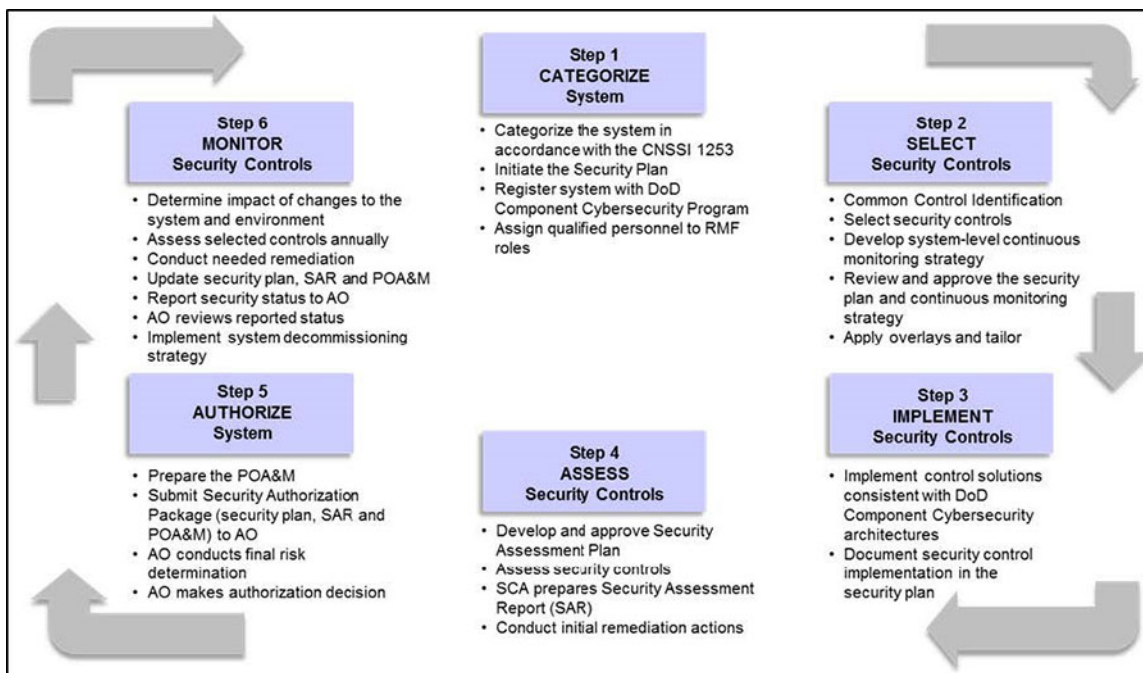 Step 1
CATEGORIZE
System
• Categorize the system in
accordance with the CNSSI 1253
• Initiate the Security Plan
• Register system with DoD
Component Cybersecurity Program
• Assign qualified personnel to RMF
roles
Step 2
SELECT
Security Controls
• Common Control Identification
• Select security controls
• Develop system-level continuous
monitoring strategy
• Review and approve the security
plan and continuous monitoring
strategy
• Apply overlays and tailor
Step 3
IMPLEMENT
Security Controls
• Implement control solutions
consistent with DoD
Component Cybersecurity
architectures
• Document security control
implementation in the
security plan
Step 4
ASSESS
Security Controls
• Develop and approve Security
Assessment Plan
• Assess security controls
• SCA prepares Security Assessment
Report (SAR)
• Conduct initial remediation actions
Step 5
AUTHORIZE
System
• Prepare the POA&M
• Submit Security Authorization
Package (security plan, SAR and
POA&M) to AO
• AO conducts final risk
determination
• AO makes authorization decision
Step 6
MONITOR
Security Controls
• Determine impact of changes to the
system and environment
• Assess selected controls annually
• Conduct needed remediation
• Update security plan, SAR and POA&M
• Report security status to AO
• AO reviews reported status
• Implement system decommissioning
strategy